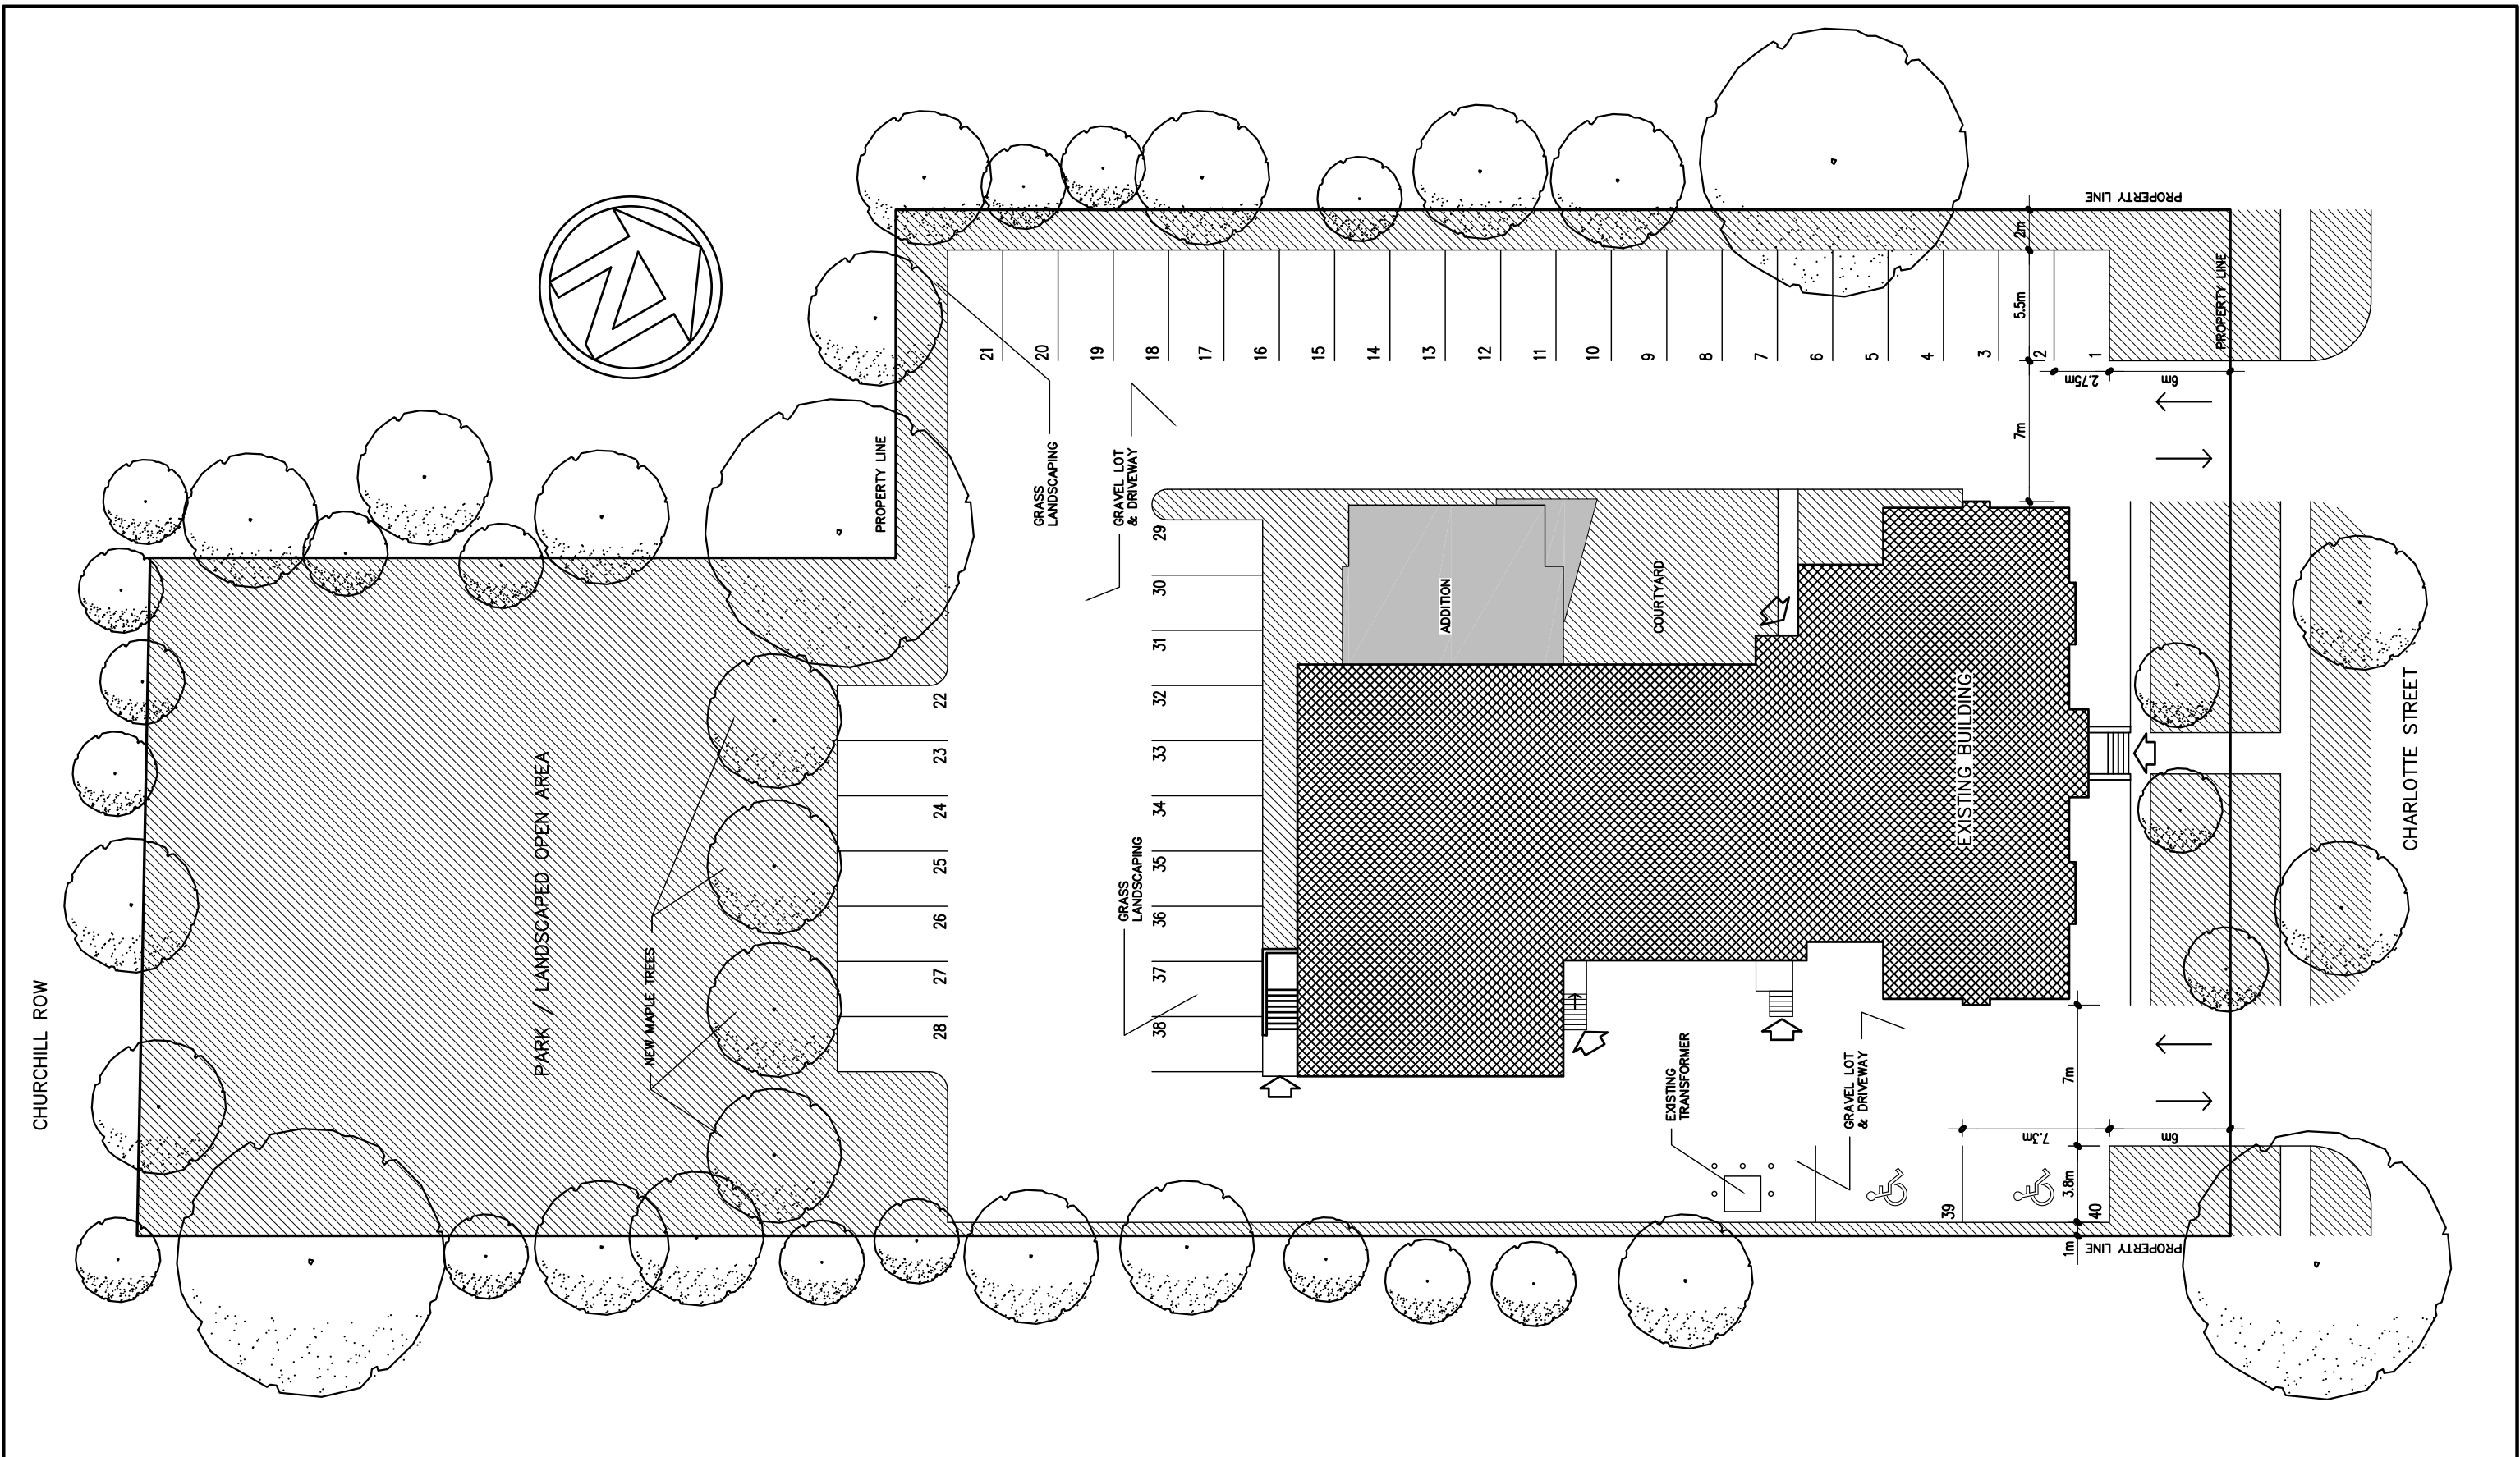 PROPERTY LINE
2m
PROPERTY LINE
5.5m
21
20
19
18
17
16
15
14
13
12
11
10
9
8
7
6
5
4
3
2
1
2.75m
6m
7m
PROPERTY LINE
GRASS
LANDSCAPING
GRAVEL LOT
& DRIVEWAY
29
30
31
32
33
34
35
36
37
38
ADDITION
COURTYARD
EXISTING BUILDING
CHARLOTTE STREET
22
23
24
25
26
27
28
PARK / LANDSCAPED OPEN AREA
NEW MAPLE TREES
GRASS
LANDSCAPING
CHURCHILL ROW
EXISTING
TRANSFORMER
GRAVEL LOT
& DRIVEWAY
7m
7.3m
6m
3.8m
39
40
1m
PROPERTY LINE
N